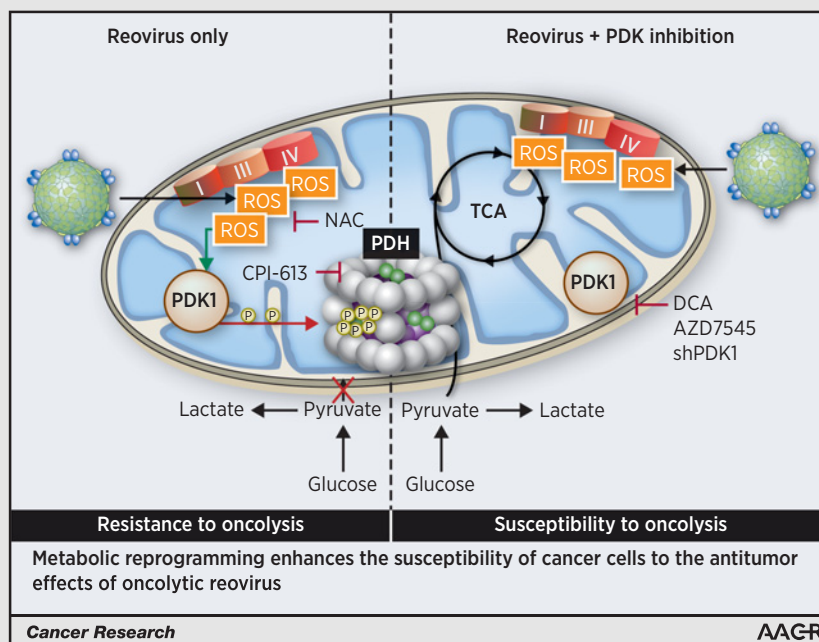 Reovirus only
Reovirus + PDK inhibition
I
III
IV
ROS
ROS
ROS
NAC
PDH
CPI-613
PDK1
P
P
P
P
P
P
P
P
Lactate
Pyruvate
Glucose
I
III
IV
ROS
ROS
ROS
TCA
PDK1
DCA
AZD7545
shPDK1
Pyruvate
Lactate
Glucose
Resistance to oncolysis
Susceptibility to oncolysis
Metabolic reprogramming enhances the susceptibility of cancer cells to the antitumor
effects of oncolytic reovirus
Cancer Research
AACR